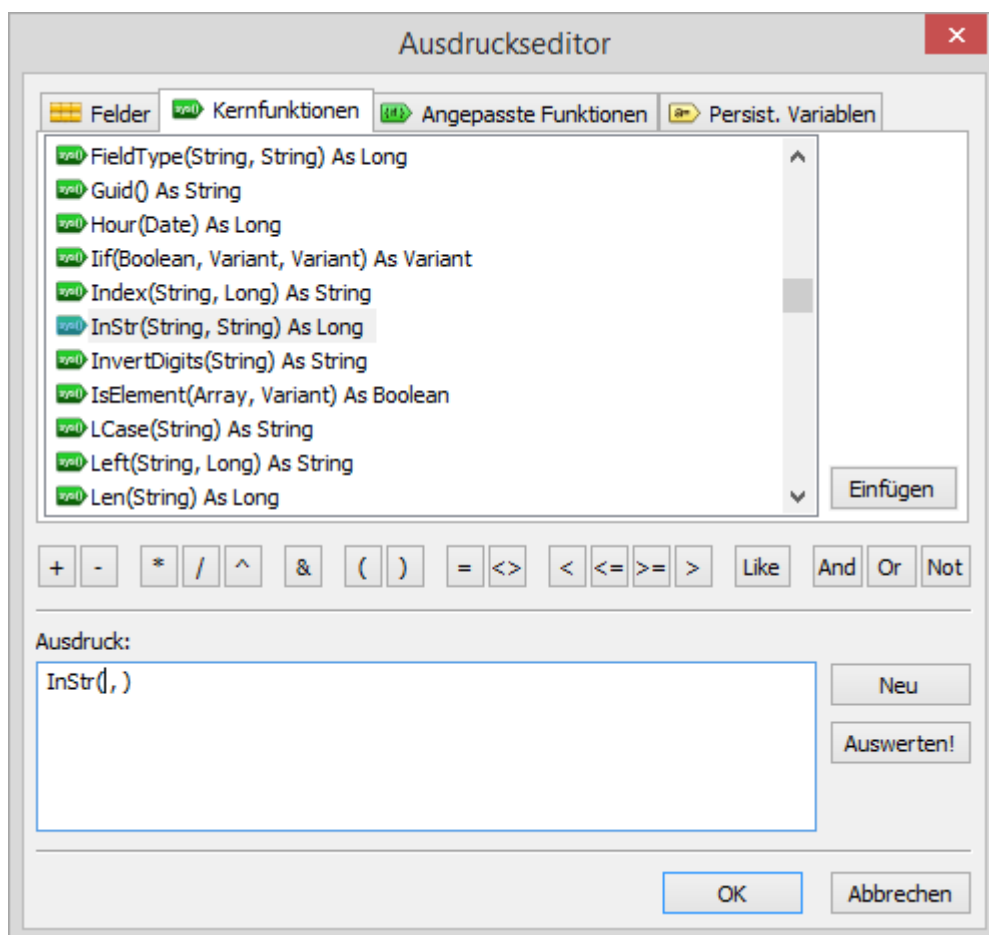 Ausdruckseditor
Felder Kernfunktionen Angepasste Funktionen Persist. Variablen
FieldType(String, String) As Long
Guid() As String
Hour(Date) As Long
Iif(Boolean, Variant, Variant) As Variant
Index(String, Long) As String
InStr(String, String) As Long
InvertDigits(String) As String
IsElement(Array, Variant) As Boolean
LCase(String) As String
Left(String, Long) As String
Len(String) As Long
Einfügen
+ - * / ^ & ( ) = <> < <= >= > Like And Or Not
Ausdruck:
InStr(, )
Neu
Auswerten!
OK Abbrechen